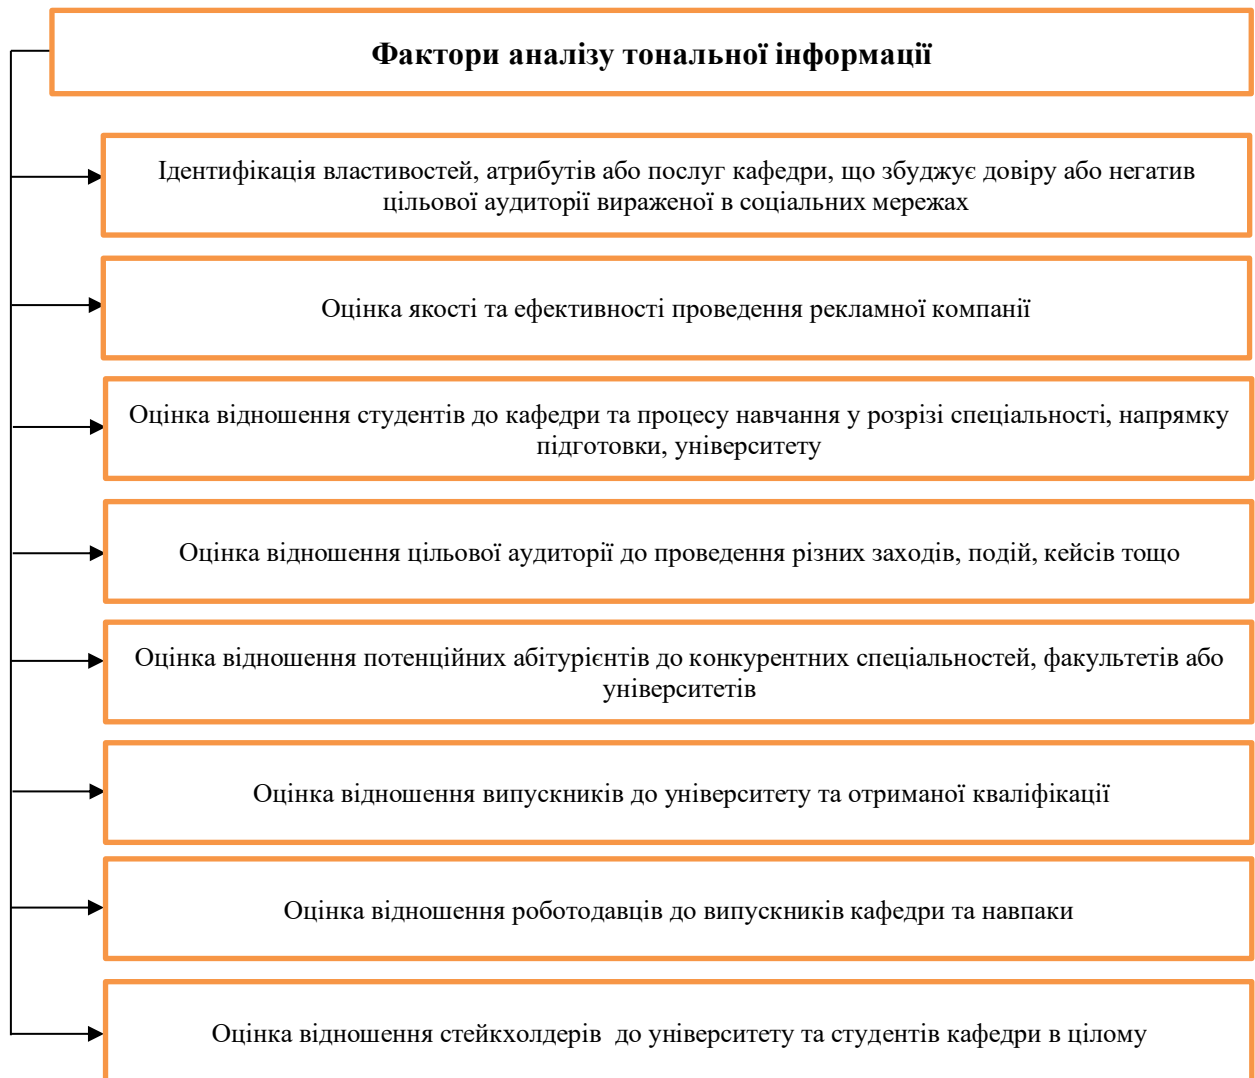 Фактори аналізу тональної інформації
Ідентифікація властивостей, атрибутів або послуг кафедри, що збуджує довіру або негатив
цільової аудиторії вираженої в соціальних мережах
Оцінка якості та ефективності проведення рекламної компанії
Оцінка відношення студентів до кафедри та процесу навчання у розрізі спеціальності, напрямку
підготовки, університету
Оцінка відношення цільової аудиторії до проведення різних заходів, подій, кейсів тощо
Оцінка відношення потенційних абітурієнтів до конкурентних спеціальностей, факультетів або
університетів
Оцінка відношення випускників до університету та отриманої кваліфікації
Оцінка відношення роботодавців до випускників кафедри та навпаки
Оцінка відношення стейкхолдерів  до університету та студентів кафедри в цілому